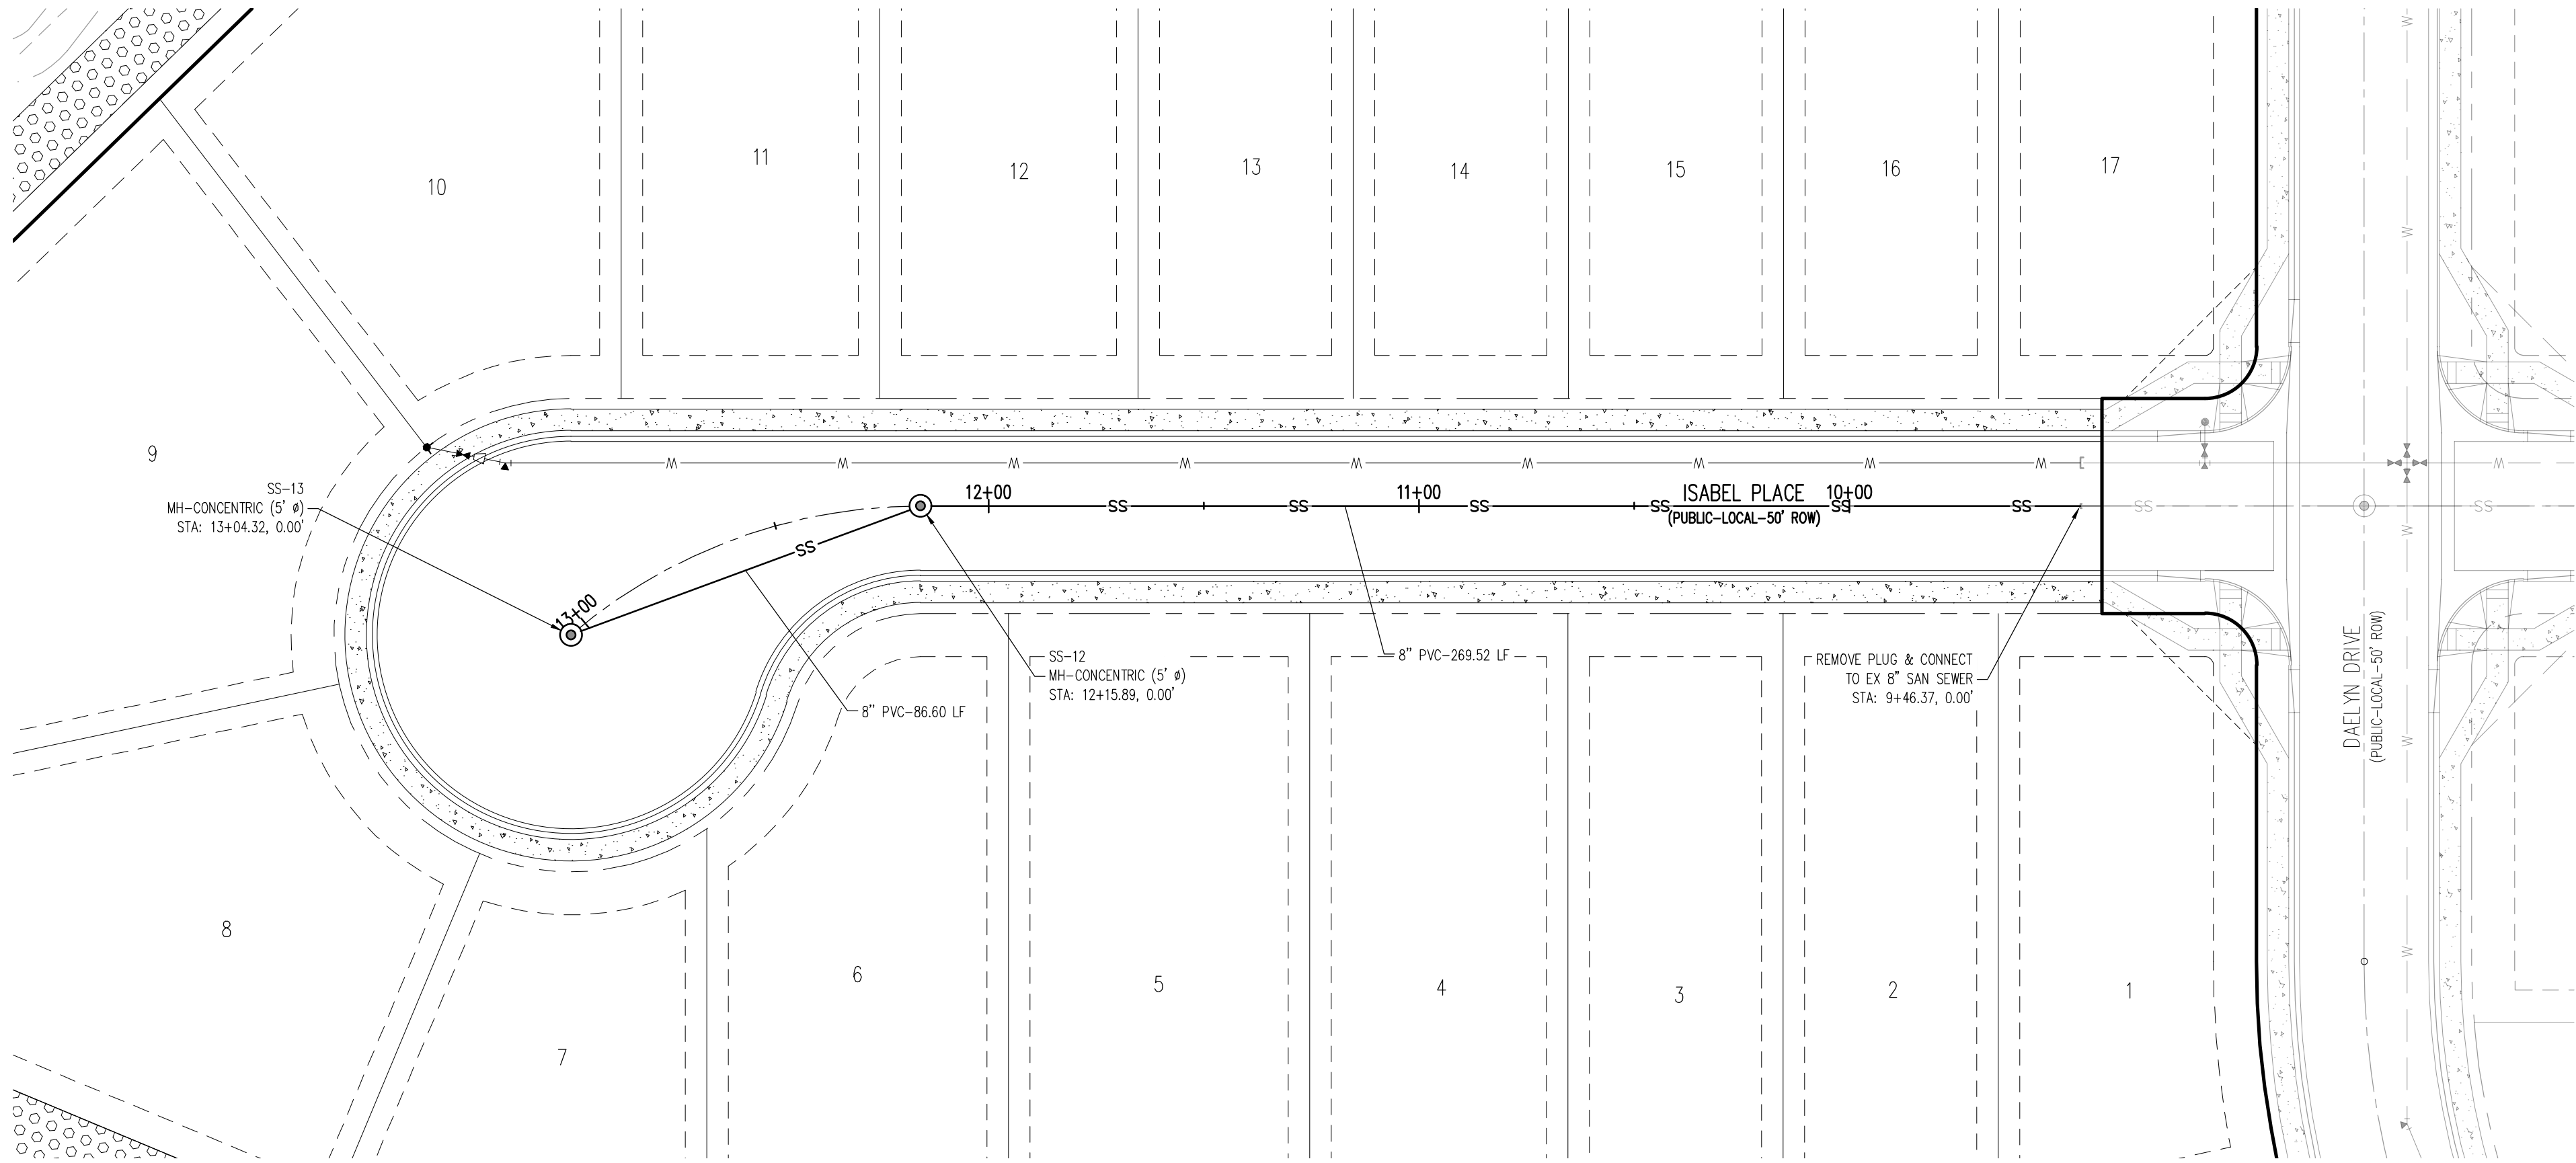 10
11
12
13
14
15
16
17
9
SS-13
MH-CONCENTRIC (5' ø)
STA: 13+04.32, 0.00'
W W W W W W W W W W
W
W
W
W
W
12+00
11+00
10+00
ISABEL PLACE
(PUBLIC-LOCAL-50' ROW)
SS SS SS SS SS SS SS SS
SS
13+00
SS-12
MH-CONCENTRIC (5' ø)
STA: 12+15.89, 0.00'
8" PVC-86.60 LF
8" PVC-269.52 LF
REMOVE PLUG & CONNECT
TO EX 8" SAN SEWER
STA: 9+46.37, 0.00'
DAELYN DRIVE
(PUBLIC-LOCAL-50' ROW)
8
7
6
5
4
3
2
1